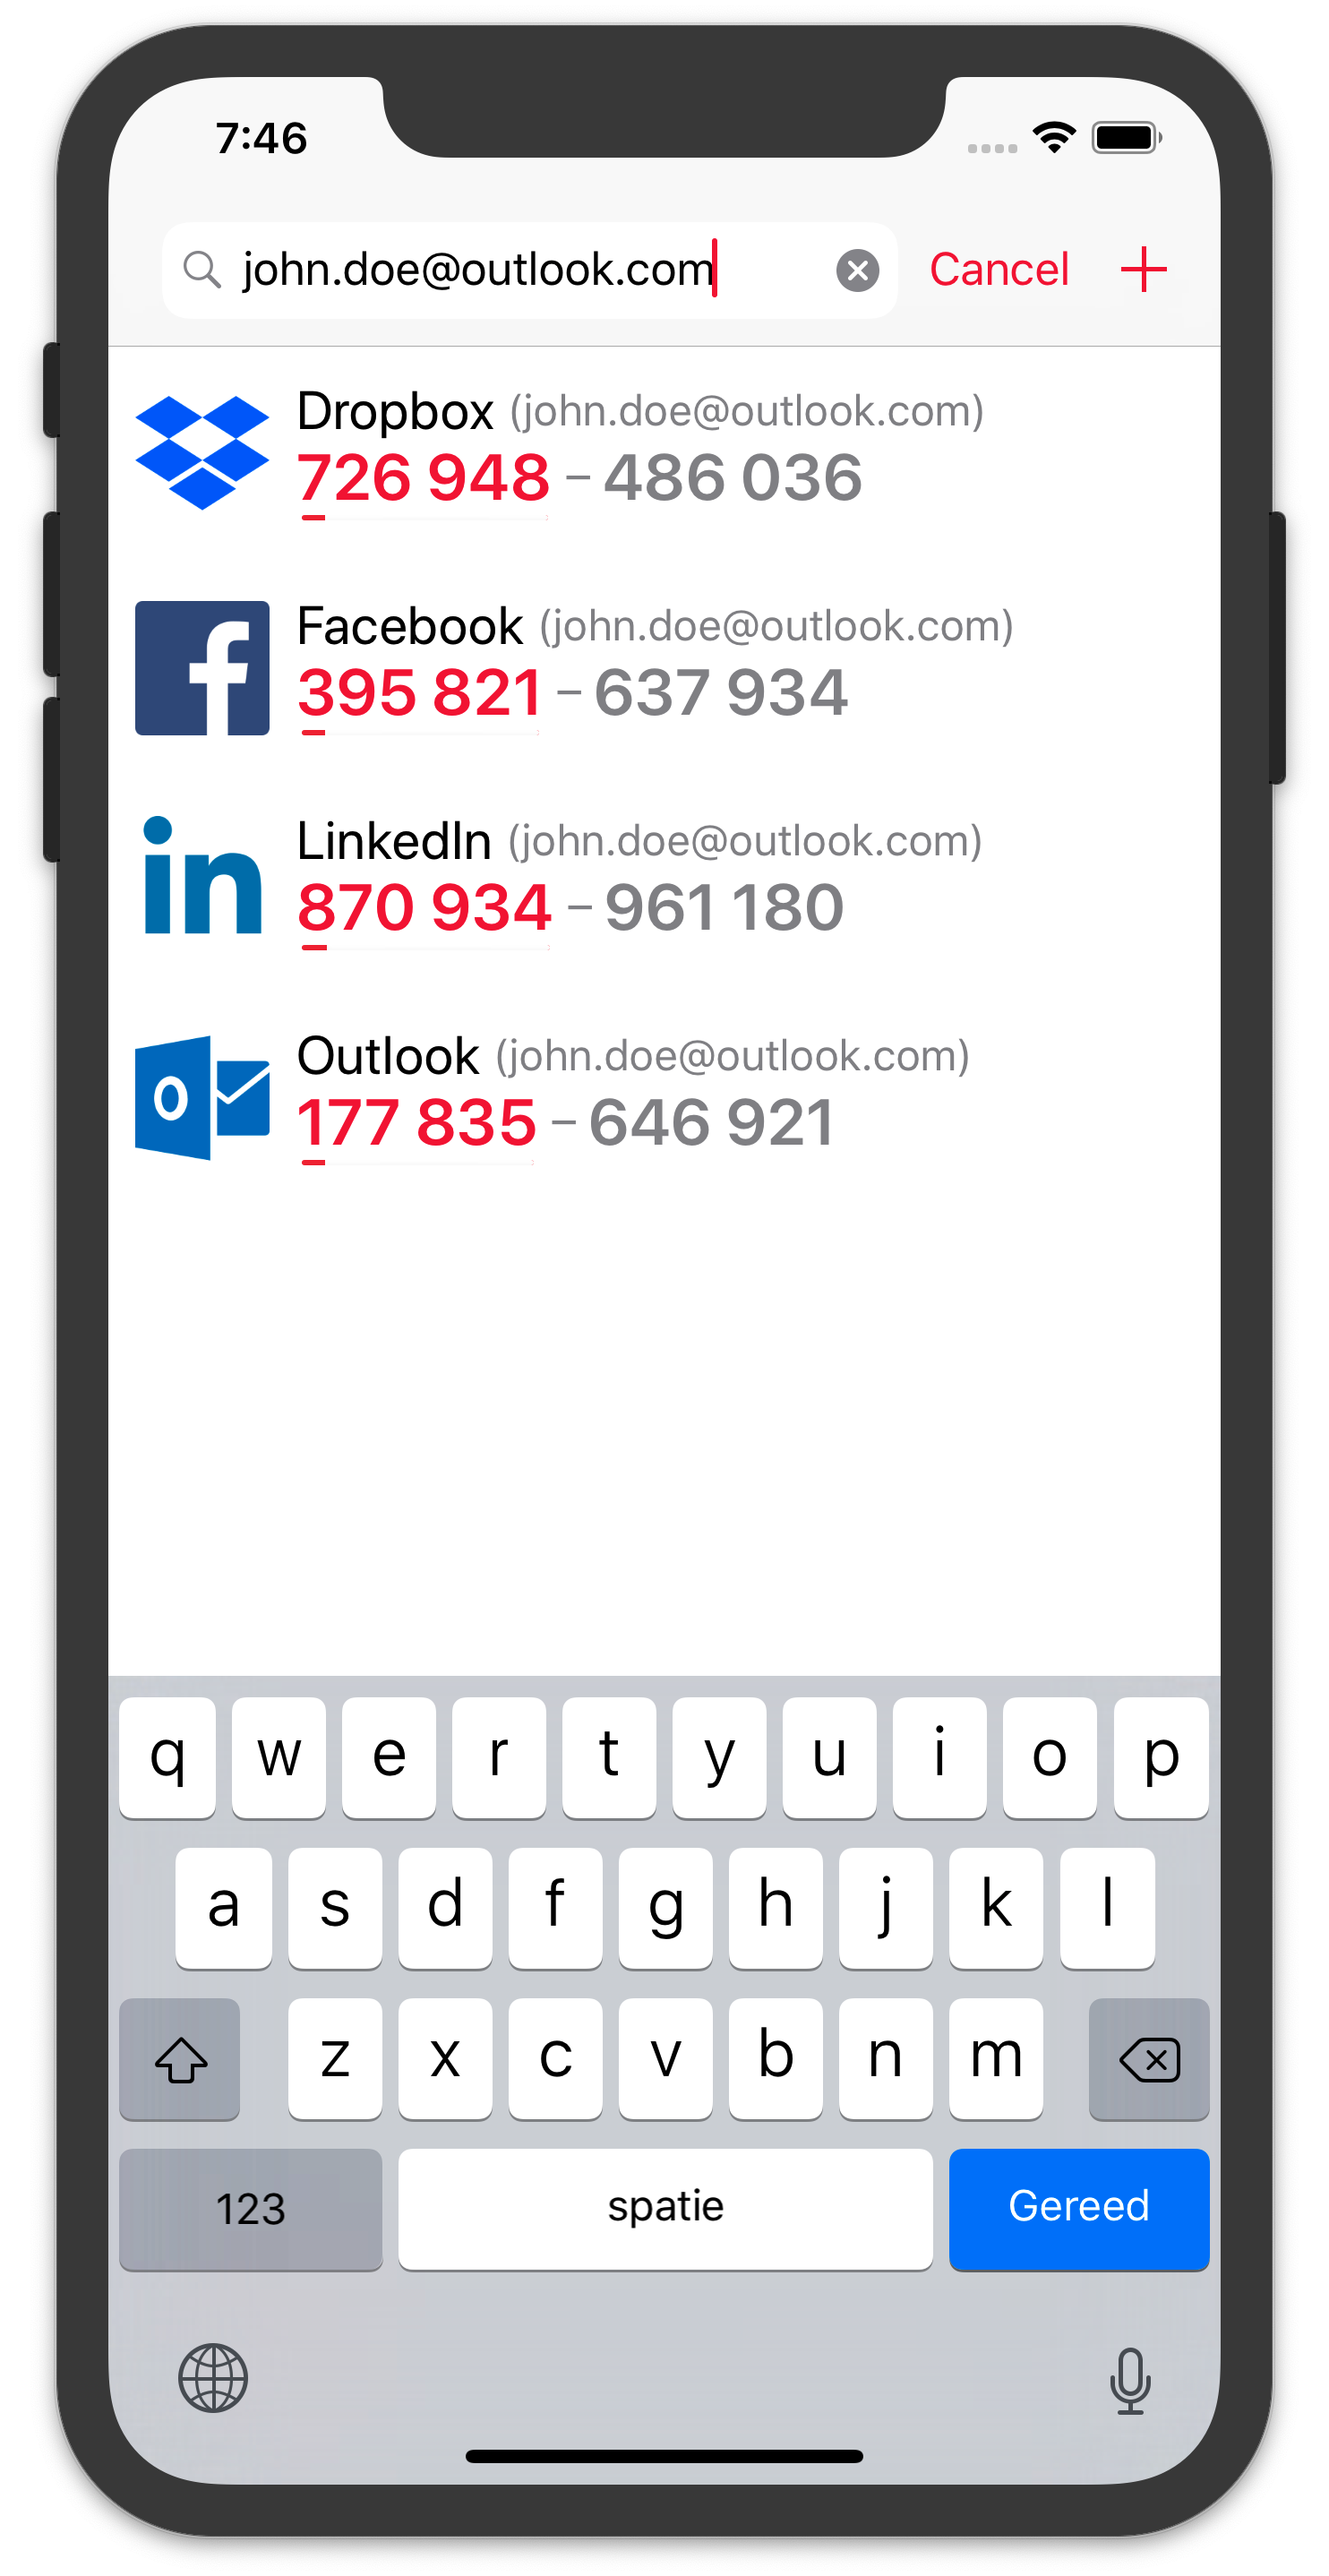 7:46
john.doe@outlook.com Cancel
Dropbox (john.doe@outlook.com)
726 948 – 486 036
f
Facebook (john.doe@outlook.com)
395 821 – 637 934
in
LinkedIn (john.doe@outlook.com)
870 934 – 961 180
O
Outlook (john.doe@outlook.com)
177 835 – 646 921
q w e r t y u i o p
a s d f g h j k l
z x c v b n m
123 spatie Gereed